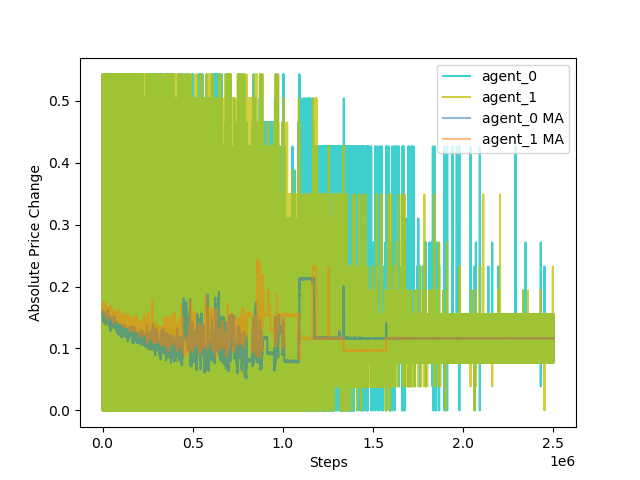 agent_0
agent_1
agent_0 MA
agent_1 MA
Absolute Price Change
0.5
0.4
0.3
0.2
0.1
0.0
0.0 0.5 1.0 1.5 2.0 2.5
Steps
1e6